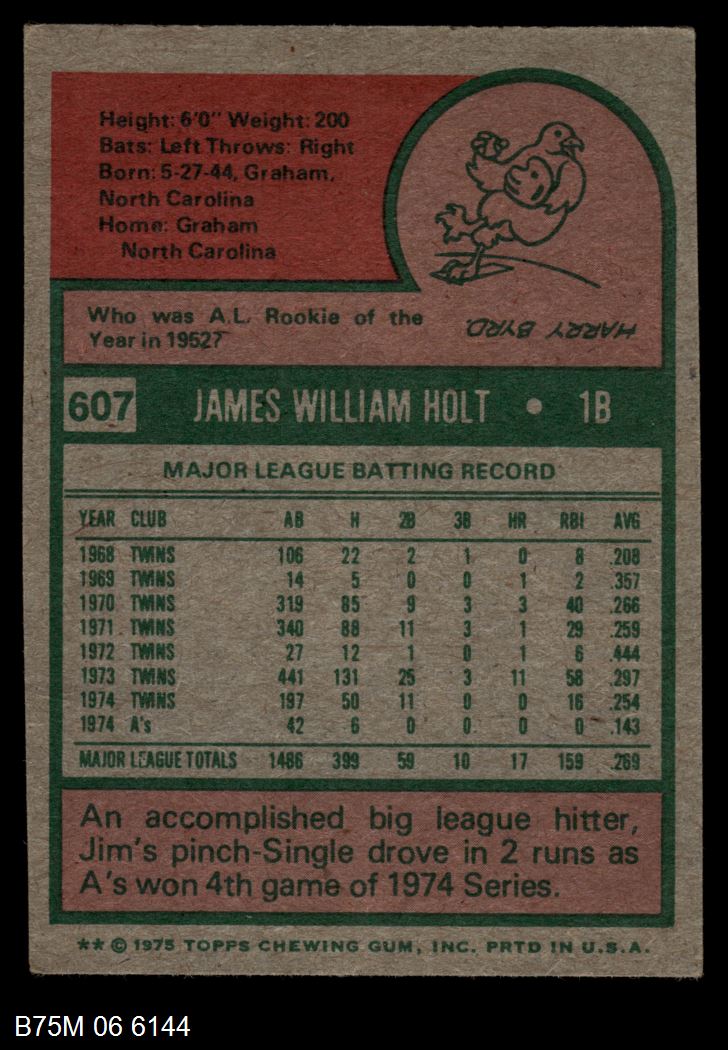 Height: 6'0" Weight: 200
Bats: Left Throws: Right
Born: 5-27-44, Graham,
North Carolina
Home: Graham
North Carolina
Who was A.L. Rookie of the
Year in 1952?
HARRY BYRD.
607 JAMES WILLIAM HOLT • 1B
MAJOR LEAGUE BATTING RECORD
YEAR CLUB AB H 2B 3B HR RBI AVG
1968 TWINS 106 22 2 1 0 8 .208
1969 TWINS 14 5 0 0 1 2 .357
1970 TWINS 319 85 9 3 3 40 .266
1971 TWINS 340 88 11 3 1 29 .259
1972 TWINS 27 12 1 0 1 6 .444
1973 TWINS 441 131 25 3 11 58 .297
1974 TWINS 197 50 11 0 0 16 .254
1974 A's 42 6 0 0 0 0 .143
MAJOR LEAGUE TOTALS 1486 399 59 10 17 159 .269
An accomplished big league hitter,
Jim's pinch-Single drove in 2 runs as
A's won 4th game of 1974 Series.
** © 1975 TOPPS CHEWING GUM, INC. PRTD IN U.S.A.
B75M 06 6144